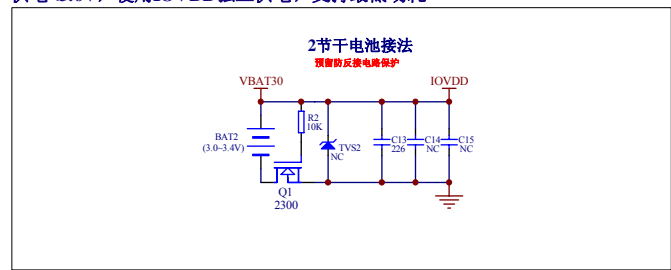 2节干电池接法
预留防反接电路保护
VBAT30
IOVDD
R2
10K
BAT2
(3.0~3.4V)
TVS2
NC
C13
226
C14
NC
C15
NC
Q1
2300